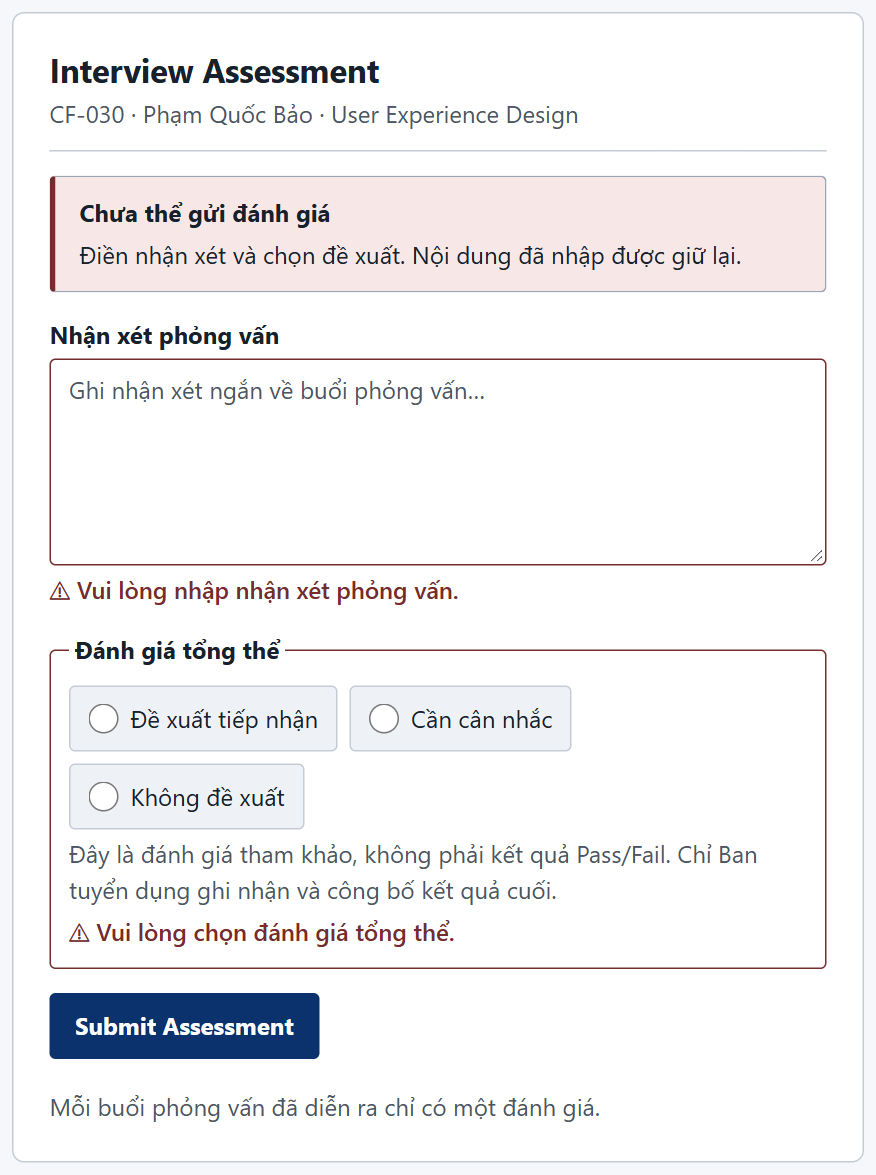 Interview Assessment
CF-030 · Phạm Quốc Bảo · User Experience Design
Chưa thể gửi đánh giá
Điền nhận xét và chọn đề xuất. Nội dung đã nhập được giữ lại.
Nhận xét phỏng vấn
Ghi nhận xét ngắn về buổi phỏng vấn...
⚠ Vui lòng nhập nhận xét phỏng vấn.
Đánh giá tổng thể
Đề xuất tiếp nhận
Cần cân nhắc
Không đề xuất
Đây là đánh giá tham khảo, không phải kết quả Pass/Fail. Chỉ Ban
tuyển dụng ghi nhận và công bố kết quả cuối.
⚠ Vui lòng chọn đánh giá tổng thể.
Submit Assessment
Mỗi buổi phỏng vấn đã diễn ra chỉ có một đánh giá.